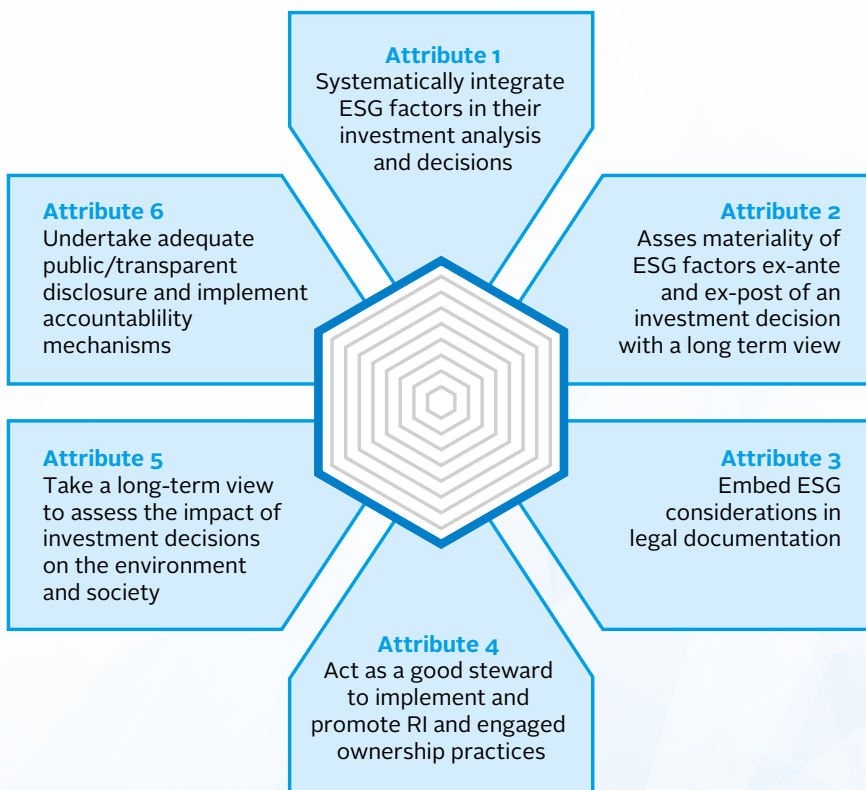 Attribute 1
Systematically integrate
ESG factors in their
investment analysis
and decisions
Attribute 2
Asses materiality of
ESG factors ex-ante
and ex-post of an
investment decision
with a long term view
Attribute 3
Embed ESG
considerations in
legal documentation
Attribute 4
Act as a good steward
to implement and
promote RI and engaged
ownership practices
Attribute 5
Take a long-term view
to assess the impact of
investment decisions
on the environment
and society
Attribute 6
Undertake adequate
public/transparent
disclosure and implement
accountablility
mechanisms